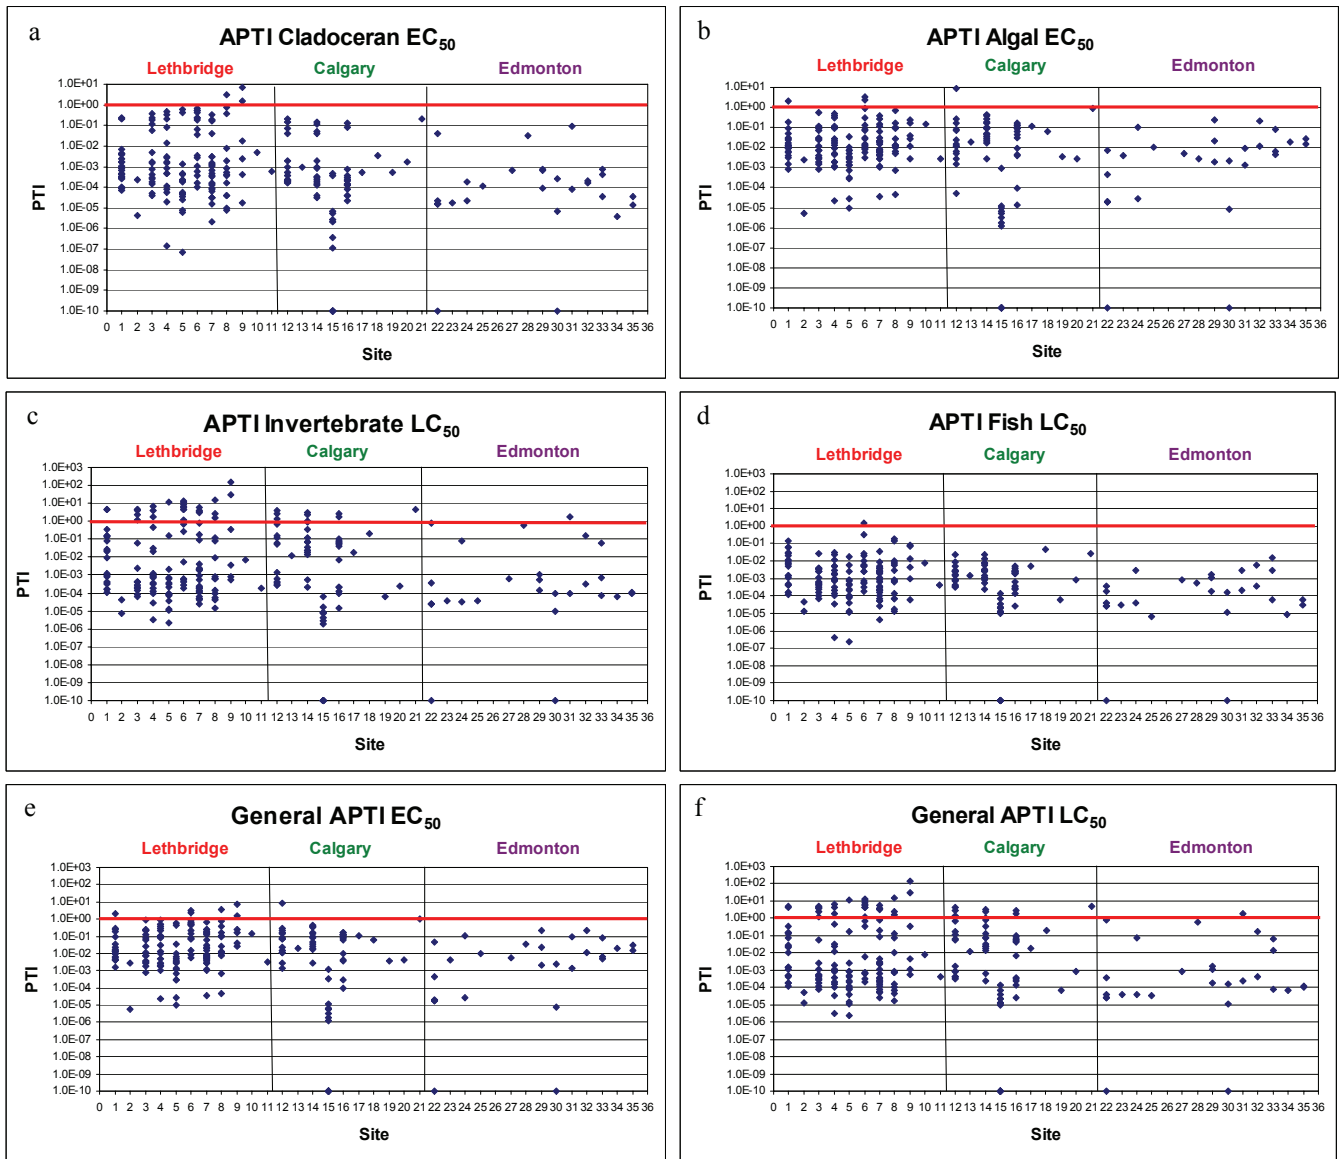 a
APTI Cladoceran EC50
Lethbridge Calgary Edmonton
1.0E+01
1.0E+00
1.0E-01
1.0E-02
1.0E-03
1.0E-04
1.0E-05
1.0E-06
1.0E-07
1.0E-08
1.0E-09
1.0E-10
PTI
0 1 2 3 4 5 6 7 8 9 10 11 12 13 14 15 16 17 18 19 20 21 22 23 24 25 26 27 28 29 30 31 32 33 34 35 36
Site
b
APTI Algal EC50
Lethbridge Calgary Edmonton
1.0E+01
1.0E+00
1.0E-01
1.0E-02
1.0E-03
1.0E-04
1.0E-05
1.0E-06
1.0E-07
1.0E-08
1.0E-09
1.0E-10
PTI
0 1 2 3 4 5 6 7 8 9 10 11 12 13 14 15 16 17 18 19 20 21 22 23 24 25 26 27 28 29 30 31 32 33 34 35 36
Site
c
APTI Invertebrate LC50
Lethbridge Calgary Edmonton
1.0E+03
1.0E+02
1.0E+01
1.0E+00
1.0E-01
1.0E-02
1.0E-03
1.0E-04
1.0E-05
1.0E-06
1.0E-07
1.0E-08
1.0E-09
1.0E-10
PTI
0 1 2 3 4 5 6 7 8 9 10 11 12 13 14 15 16 17 18 19 20 21 22 23 24 25 26 27 28 29 30 31 32 33 34 35 36
Site
d
APTI Fish LC50
Lethbridge Calgary Edmonton
1.0E+03
1.0E+02
1.0E+01
1.0E+00
1.0E-01
1.0E-02
1.0E-03
1.0E-04
1.0E-05
1.0E-06
1.0E-07
1.0E-08
1.0E-09
1.0E-10
PTI
0 1 2 3 4 5 6 7 8 9 10 11 12 13 14 15 16 17 18 19 20 21 22 23 24 25 26 27 28 29 30 31 32 33 34 35 36
Site
e
General APTI EC50
Lethbridge Calgary Edmonton
1.0E+03
1.0E+02
1.0E+01
1.0E+00
1.0E-01
1.0E-02
1.0E-03
1.0E-04
1.0E-05
1.0E-06
1.0E-07
1.0E-08
1.0E-09
1.0E-10
PTI
0 1 2 3 4 5 6 7 8 9 10 11 12 13 14 15 16 17 18 19 20 21 22 23 24 25 26 27 28 29 30 31 32 33 34 35 36
Site
f
General APTI LC50
Lethbridge Calgary Edmonton
1.0E+03
1.0E+02
1.0E+01
1.0E+00
1.0E-01
1.0E-02
1.0E-03
1.0E-04
1.0E-05
1.0E-06
1.0E-07
1.0E-08
1.0E-09
1.0E-10
PTI
0 1 2 3 4 5 6 7 8 9 10 11 12 13 14 15 16 17 18 19 20 21 22 23 24 25 26 27 28 29 30 31 32 33 34 35 36
Site